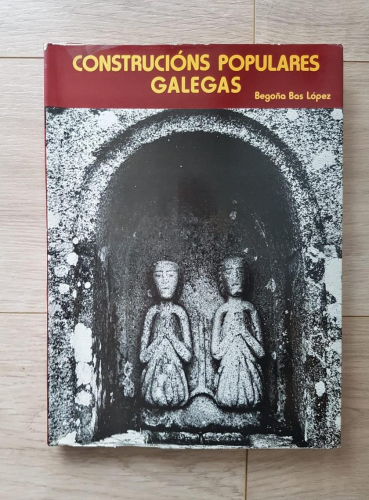 CONSTRUCIÓNS POPULARES
GALEGAS
Begoña Bas López